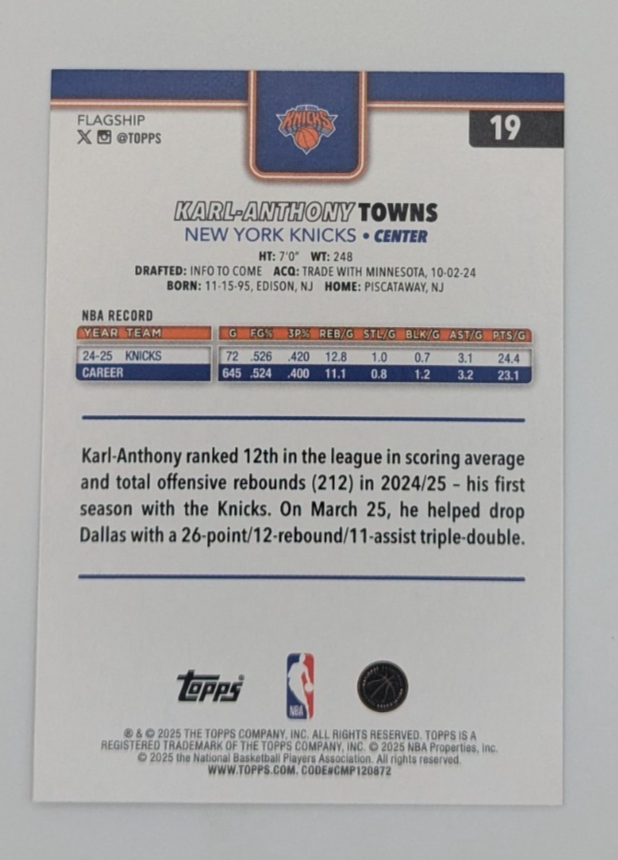 FLAGSHIP
@TOPPS
NEW YORK
KNICKS
19
KARL-ANTHONY TOWNS
NEW YORK KNICKS • CENTER
HT: 7'0" WT: 248
DRAFTED: INFO TO COME ACQ: TRADE WITH MINNESOTA, 10-02-24
BORN: 11-15-95, EDISON, NJ HOME: PISCATAWAY, NJ
NBA RECORD
YEAR TEAM G FG% 3P% REB/G STL/G BLK/G AST/G PTS/G
24-25 KNICKS 72 .526 .420 12.8 1.0 0.7 3.1 24.4
CAREER 645 .524 .400 11.1 0.8 1.2 3.2 23.1
Karl-Anthony ranked 12th in the league in scoring average
and total offensive rebounds (212) in 2024/25 – his first
season with the Knicks. On March 25, he helped drop
Dallas with a 26-point/12-rebound/11-assist triple-double.
Topps
NBA
® & © 2025 THE TOPPS COMPANY, INC. ALL RIGHTS RESERVED. TOPPS IS A
REGISTERED TRADEMARK OF THE TOPPS COMPANY, INC. © 2025 NBA Properties, Inc.
© 2025 the National Basketball Players Association. All rights reserved.
WWW.TOPPS.COM. CODE#CMP120872